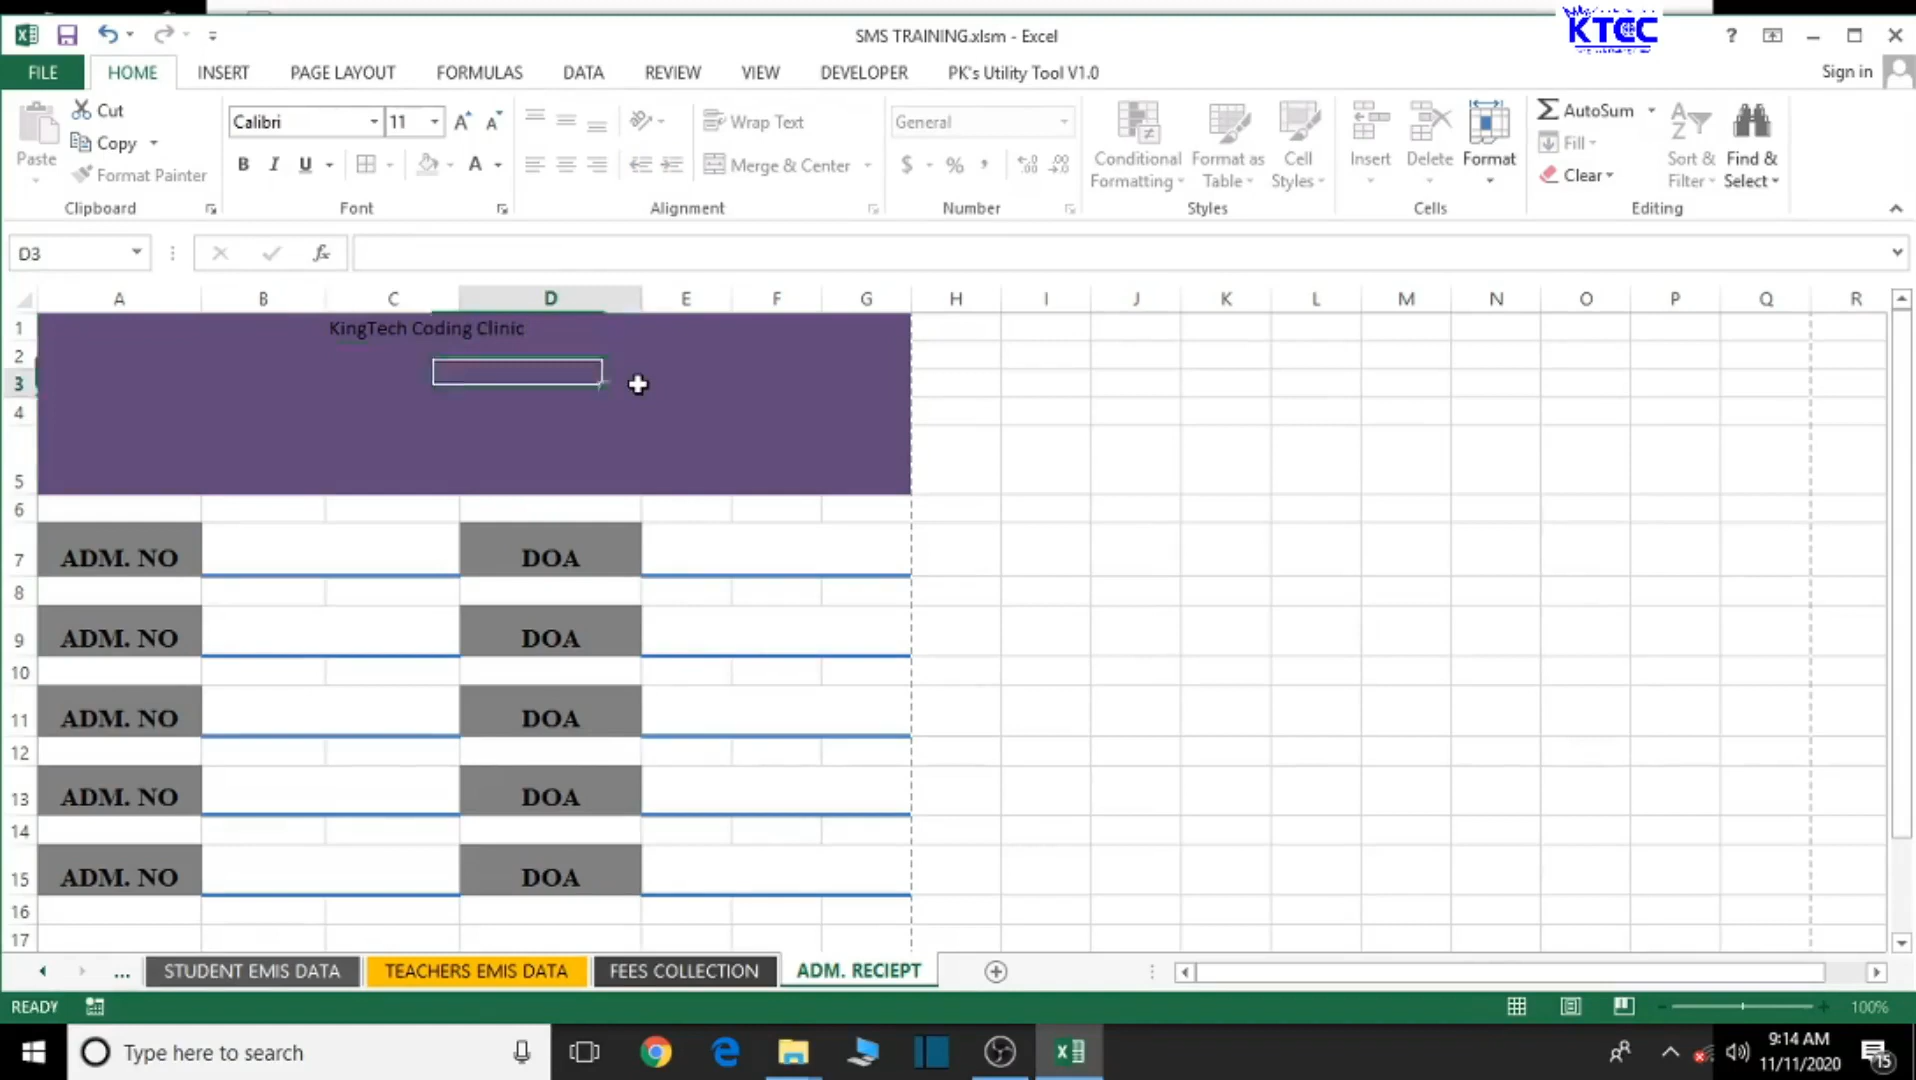 SMS TRAINING.xlsm - Excel
KTCC
?
FILE HOME INSERT PAGE LAYOUT FORMULAS DATA REVIEW VIEW DEVELOPER PK's Utility Tool V1.0 Sign in
Paste
Cut
Copy
Format Painter
Calibri 11
B I U
Wrap Text
Merge & Center
General
$ %
Conditional Formatting
Format as Table
Cell Styles
Insert
Delete
Format
AutoSum
Fill
Clear
Sort & Filter
Find & Select
Clipboard Font Alignment Number Styles Cells Editing
D3 fx
A B C D E F G H I J K L M N O P Q R
1 KingTech Coding Clinic
2
3
4
5
6
7 ADM. NO DOA
8
9 ADM. NO DOA
10
11 ADM. NO DOA
12
13 ADM. NO DOA
14
15 ADM. NO DOA
16
17
... STUDENT EMIS DATA TEACHERS EMIS DATA FEES COLLECTION ADM. RECIEPT
READY 100%
Type here to search
9:14 AM
11/11/2020
15